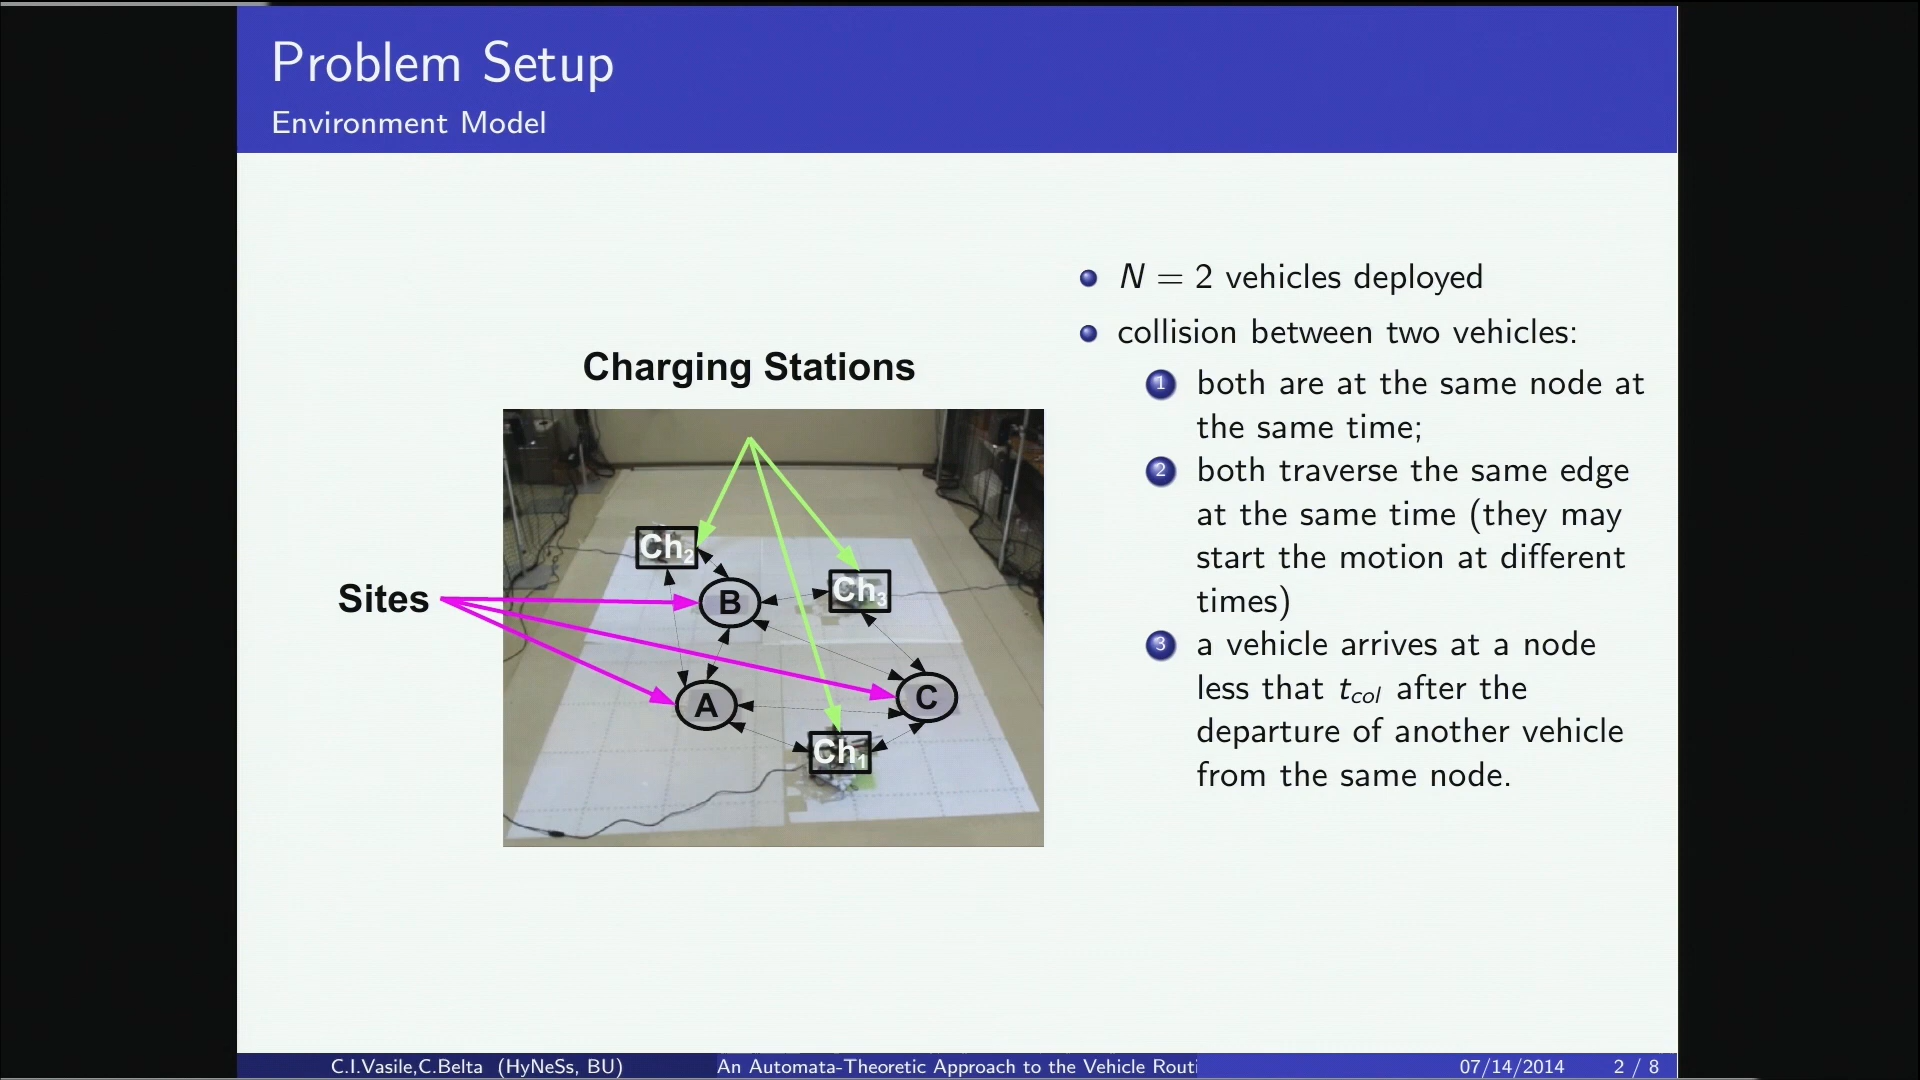 Problem Setup
Environment Model
Charging Stations
Sites
Ch₂
B
Ch₃
A
C
Ch₁
N = 2 vehicles deployed
collision between two vehicles:
1 both are at the same node at
the same time;
2 both traverse the same edge
at the same time (they may
start the motion at different
times)
3 a vehicle arrives at a node
less that t_col after the
departure of another vehicle
from the same node.
C.I.Vasile,C.Belta (HyNeSs, BU)
An Automata-Theoretic Approach to the Vehicle Routi
07/14/2014
2 / 8